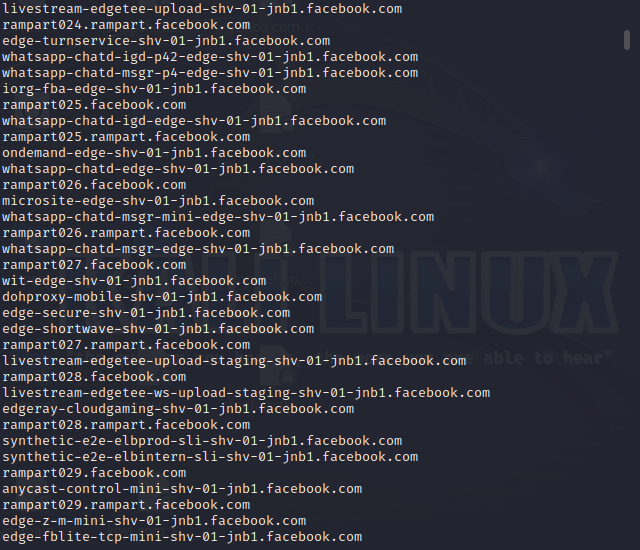 livestream-edgetee-upload-shv-01-jnb1.facebook.com
rampart024.rampart.facebook.com
edge-turnservice-shv-01-jnb1.facebook.com
whatsapp-chatd-igd-p42-edge-shv-01-jnb1.facebook.com
whatsapp-chatd-msgr-p4-edge-shv-01-jnb1.facebook.com
iorg-fba-edge-shv-01-jnb1.facebook.com
rampart025.facebook.com
whatsapp-chatd-igd-edge-shv-01-jnb1.facebook.com
rampart025.rampart.facebook.com
ondemand-edge-shv-01-jnb1.facebook.com
whatsapp-chatd-edge-shv-01-jnb1.facebook.com
rampart026.facebook.com
microsite-edge-shv-01-jnb1.facebook.com
whatsapp-chatd-msgr-mini-edge-shv-01-jnb1.facebook.com
rampart026.rampart.facebook.com
whatsapp-chatd-msgr-edge-shv-01-jnb1.facebook.com
rampart027.facebook.com
wit-edge-shv-01-jnb1.facebook.com
dohproxy-mobile-shv-01-jnb1.facebook.com
edge-secure-shv-01-jnb1.facebook.com
LINUX
edge-shortwave-shv-01-jnb1.facebook.com
rampart027.rampart.facebook.com
livestream-edgetee-upload-staging-shv-01-jnb1.facebook.com
able to hear"
rampart028.facebook.com
livestream-edgetee-ws-upload-staging-shv-01-jnb1.facebook.com
edgeray-cloudgaming-shv-01-jnb1.facebook.com
rampart028.rampart.facebook.com
synthetic-e2e-elbprod-sli-shv-01-jnb1.facebook.com
synthetic-e2e-elbintern-sli-shv-01-jnb1.facebook.com
rampart029.facebook.com
anycast-control-mini-shv-01-jnb1.facebook.com
rampart029.rampart.facebook.com
edge-z-m-mini-shv-01-jnb1.facebook.com
edge-fblite-tcp-mini-shv-01-jnb1.facebook.com